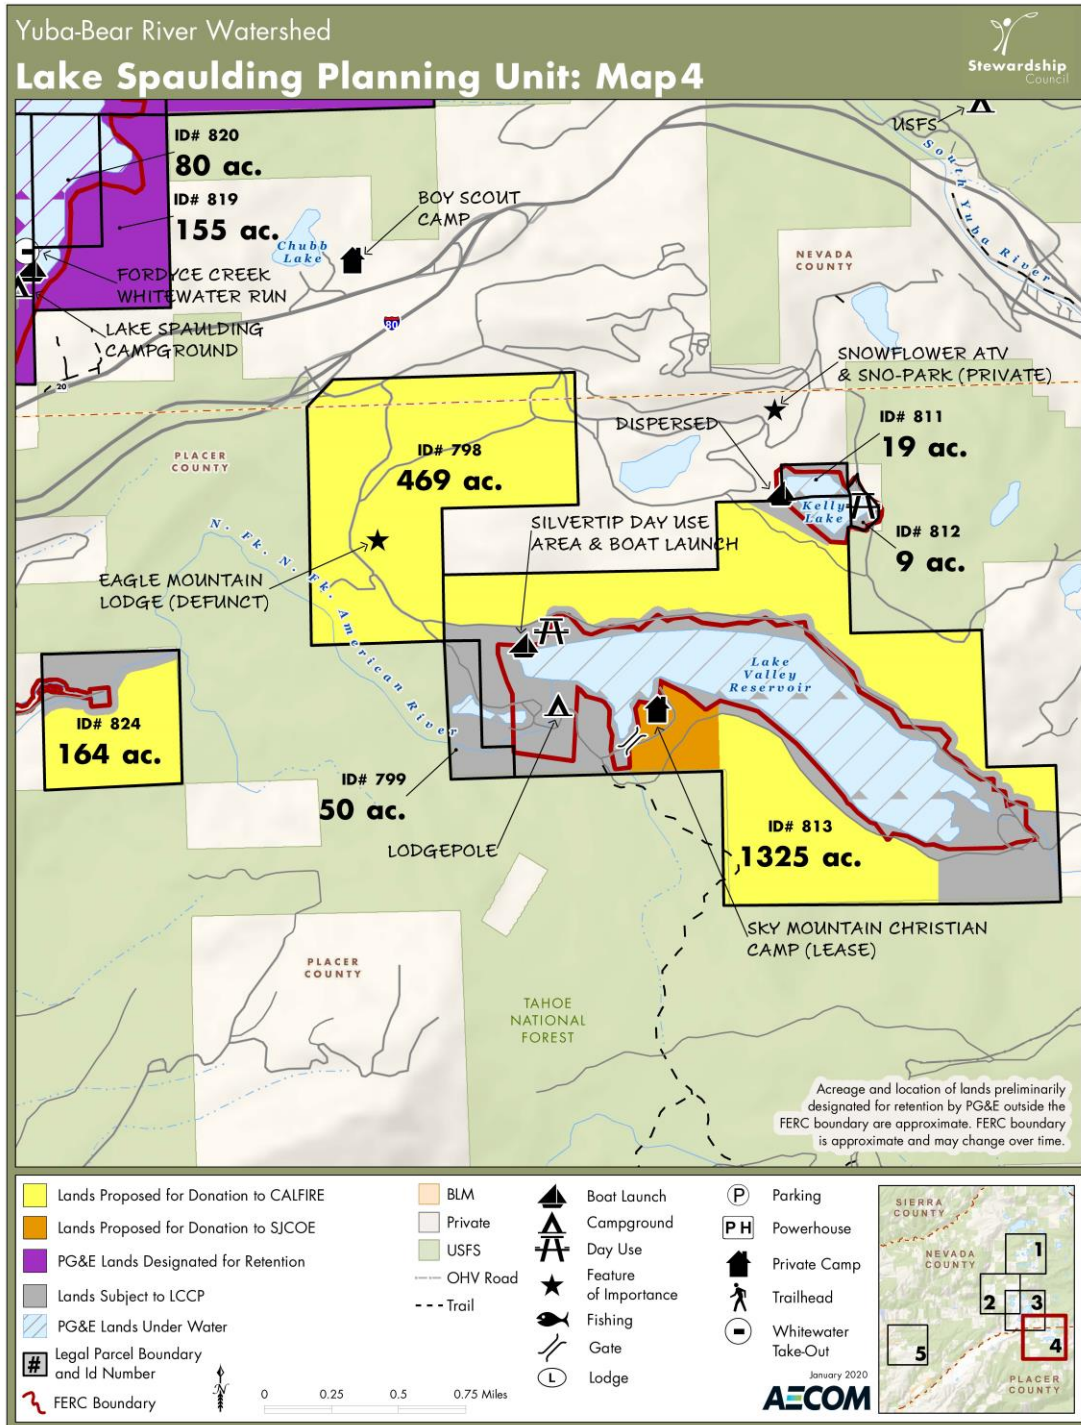 Yuba-Bear River Watershed
Lake Spaulding Planning Unit: Map 4
Stewardship
Council
USFS
South Yuba River
ID# 820
80 ac.
ID# 819
155 ac.
BOY SCOUT
CAMP
Chubb
Lake
NEVADA
COUNTY
FORDYCE CREEK
WHITEWATER RUN
LAKE SPAULDING
CAMPGROUND
80
20
SNOWFLOWER ATV
& SNO-PARK (PRIVATE)
DISPERSED
ID# 811
19 ac.
PLACER
COUNTY
ID# 798
469 ac.
Kelly
Lake
SILVERTIP DAY USE
AREA & BOAT LAUNCH
ID# 812
9 ac.
N. Fk. N. Fk. American River
EAGLE MOUNTAIN
LODGE (DEFUNCT)
Lake
Valley
Reservoir
ID# 824
164 ac.
ID# 799
50 ac.
LODGEPOLE
ID# 813
1325 ac.
SKY MOUNTAIN CHRISTIAN
CAMP (LEASE)
PLACER
COUNTY
TAHOE
NATIONAL
FOREST
Acreage and location of lands preliminarily
designated for retention by PG&E outside the
FERC boundary are approximate. FERC boundary
is approximate and may change over time.
Lands Proposed for Donation to CALFIRE
Lands Proposed for Donation to SJCOE
PG&E Lands Designated for Retention
Lands Subject to LCCP
PG&E Lands Under Water
# Legal Parcel Boundary
and Id Number
FERC Boundary
N
0 0.25 0.5 0.75 Miles
BLM
Private
USFS
OHV Road
Trail
Boat Launch
Campground
Day Use
Feature
of Importance
Fishing
Gate
L Lodge
P Parking
PH Powerhouse
Private Camp
Trailhead
Whitewater
Take-Out
January 2020
AECOM
SIERRA
COUNTY
NEVADA
COUNTY
1
2
3
4
5
PLACER
COUNTY